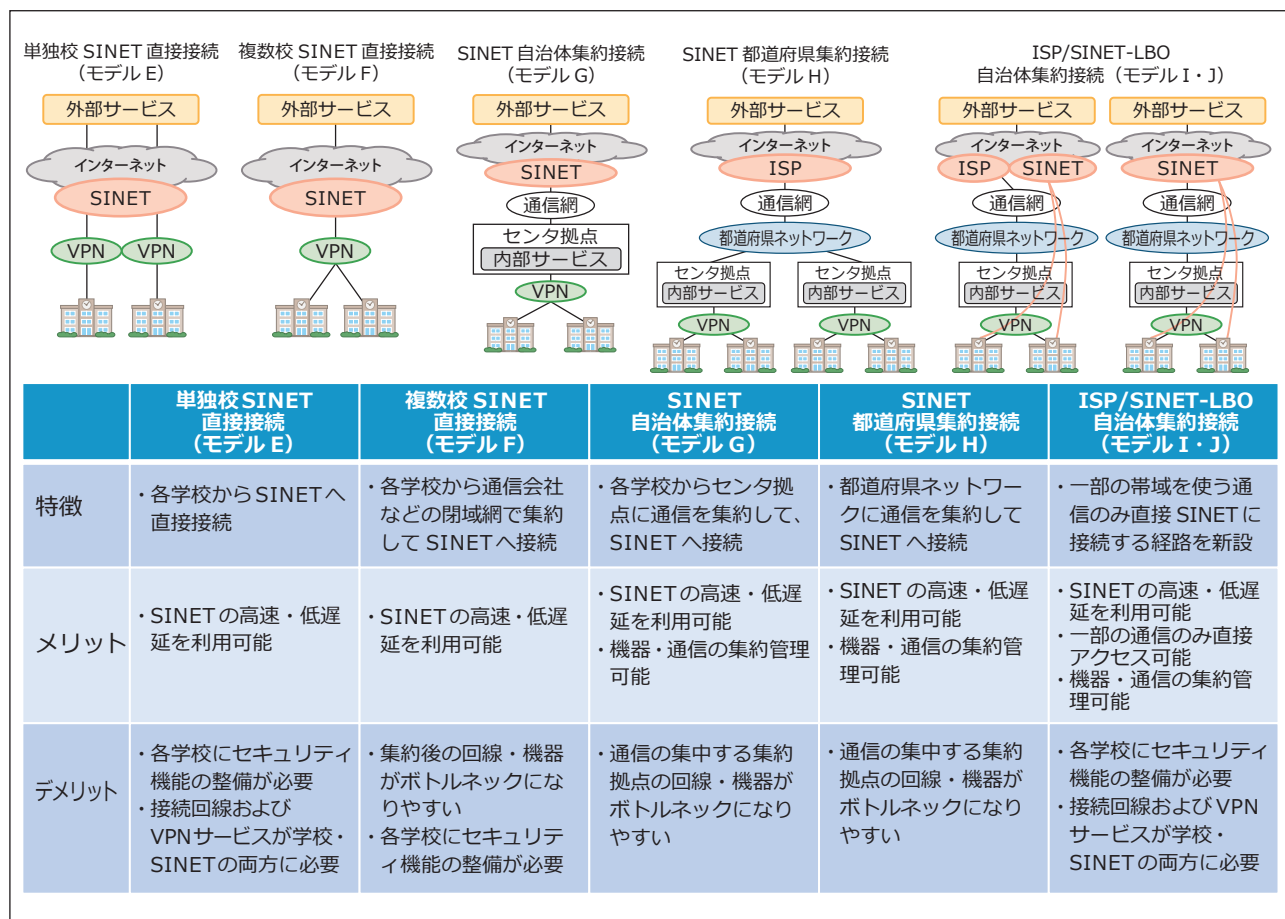 単独校 SINET 直接接続
（モデル E）
外部サービス
インターネット
SINET
VPN
VPN
複数校 SINET 直接接続
（モデル F）
外部サービス
インターネット
SINET
VPN
SINET 自治体集約接続
（モデル G）
外部サービス
インターネット
SINET
通信網
センタ拠点
内部サービス
VPN
SINET 都道府県集約接続
（モデル H）
外部サービス
インターネット
ISP
通信網
都道府県ネットワーク
センタ拠点
内部サービス
VPN
センタ拠点
内部サービス
VPN
ISP/SINET-LBO
自治体集約接続（モデル I・J）
外部サービス
インターネット
ISP
SINET
通信網
都道府県ネットワーク
センタ拠点
内部サービス
VPN
外部サービス
インターネット
SINET
通信網
都道府県ネットワーク
センタ拠点
内部サービス
VPN
単独校SINET
直接接続
（モデル E）
複数校 SINET
直接接続
（モデル F）
SINET
自治体集約接続
（モデル G）
SINET
都道府県集約接続
（モデル H）
ISP/SINET-LBO
自治体集約接続
（モデル I・J）
特徴
・各学校から SINET へ
直接接続
・各学校から通信会社
などの閉域網で集約
して SINET へ接続
・各学校からセンタ拠
点に通信を集約して、
SINET へ接続
・都道府県ネットワー
クに通信を集約して
SINET へ接続
・一部の帯域を使う通
信のみ直接 SINET に
接続する経路を新設
メリット
・SINET の高速・低遅
延を利用可能
・SINET の高速・低遅
延を利用可能
・SINET の高速・低遅
延を利用可能
・機器・通信の集約管理
可能
・SINET の高速・低遅
延を利用可能
・機器・通信の集約管
理可能
・SINET の高速・低遅
延を利用可能
・一部の通信のみ直接
アクセス可能
・機器・通信の集約管
理可能
デメリット
・各学校にセキュリティ
機能の整備が必要
・接続回線および
VPNサービスが学校・
SINETの両方に必要
・集約後の回線・機器
がボトルネックにな
りやすい
・各学校にセキュリテ
ィ機能の整備が必要
・通信の集中する集約
拠点の回線・機器が
ボトルネックになり
やすい
・通信の集中する集約
拠点の回線・機器が
ボトルネックになり
やすい
・各学校にセキュリティ
機能の整備が必要
・接続回線および VPN
サービスが学校・
SINETの両方に必要